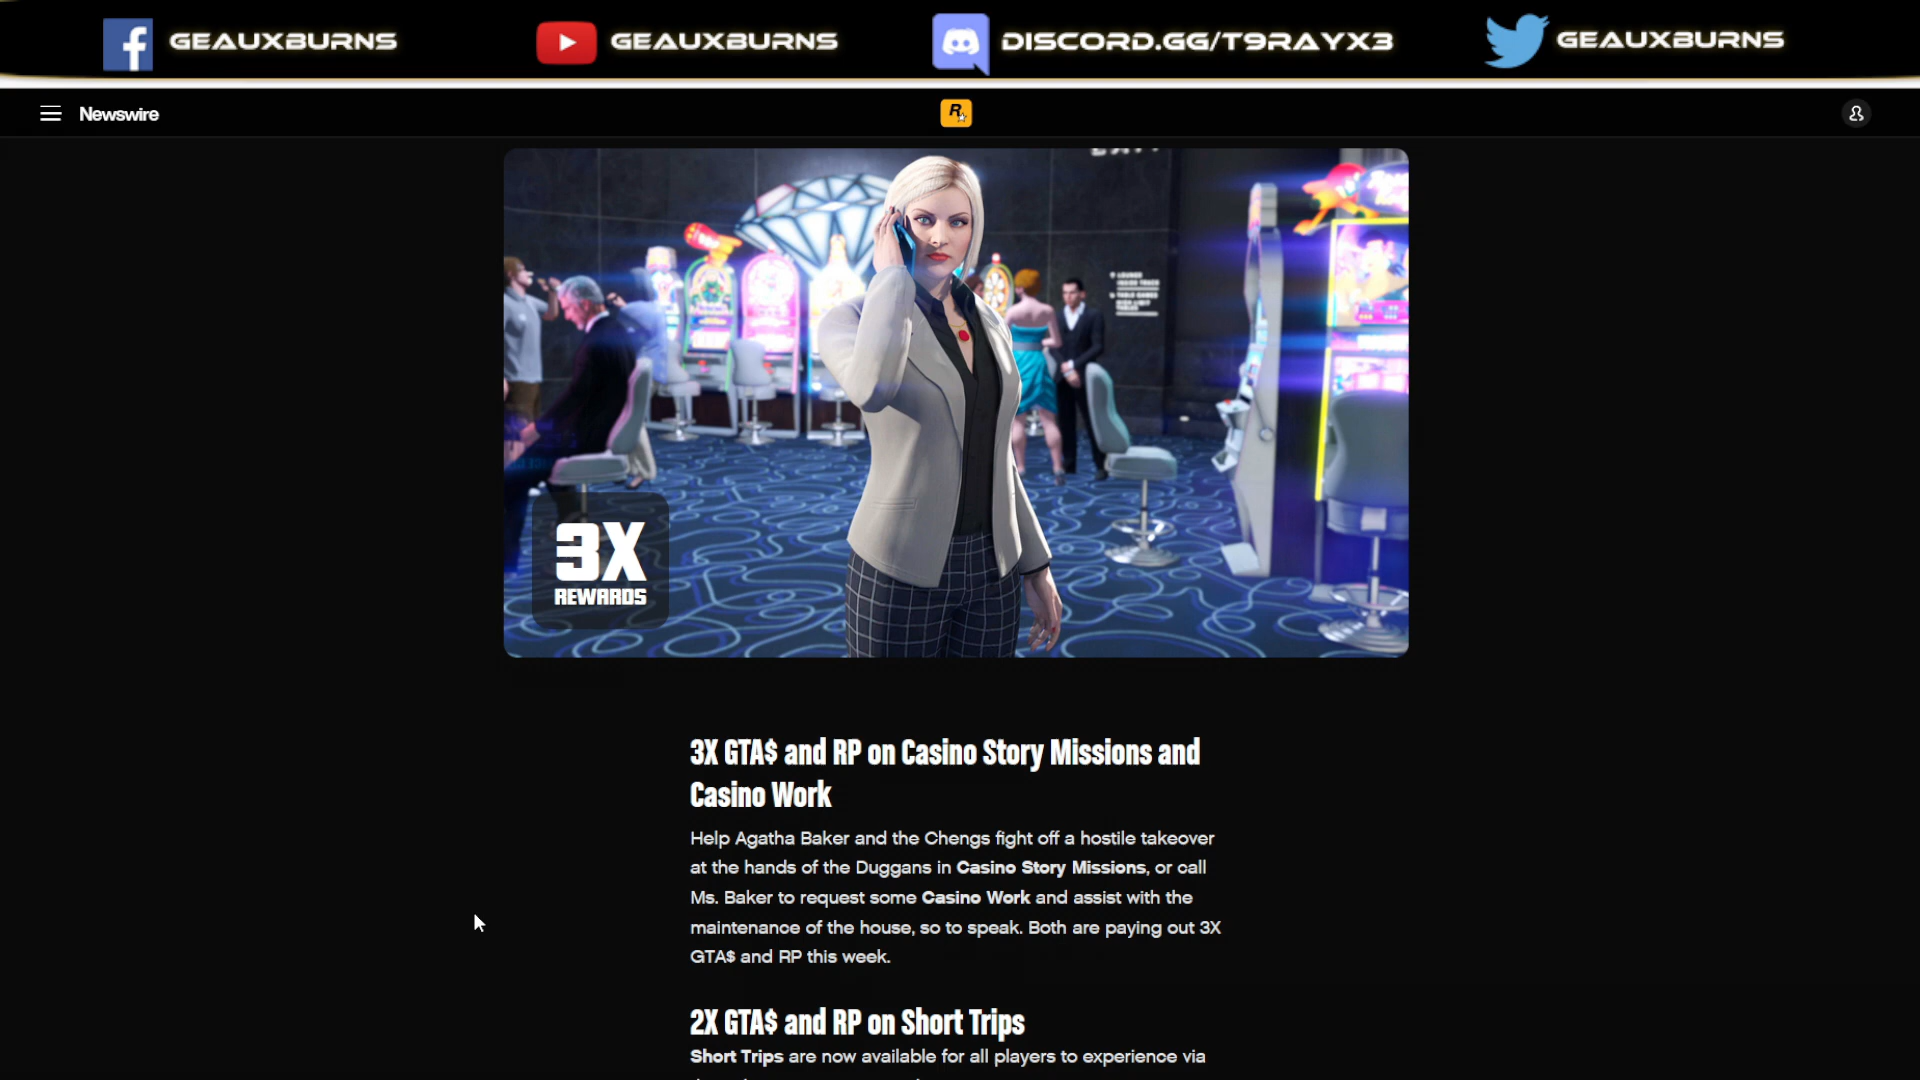 GEAUXBURNS
GEAUXBURNS
DISCORD.GG/T9RAYX3
GEAUXBURNS
Newswire
R
3X
REWARDS
3X GTA$ and RP on Casino Story Missions and
Casino Work
Help Agatha Baker and the Chengs fight off a hostile takeover
at the hands of the Duggans in Casino Story Missions, or call
Ms. Baker to request some Casino Work and assist with the
maintenance of the house, so to speak. Both are paying out 3X
GTA$ and RP this week.
2X GTA$ and RP on Short Trips
Short Trips are now available for all players to experience via